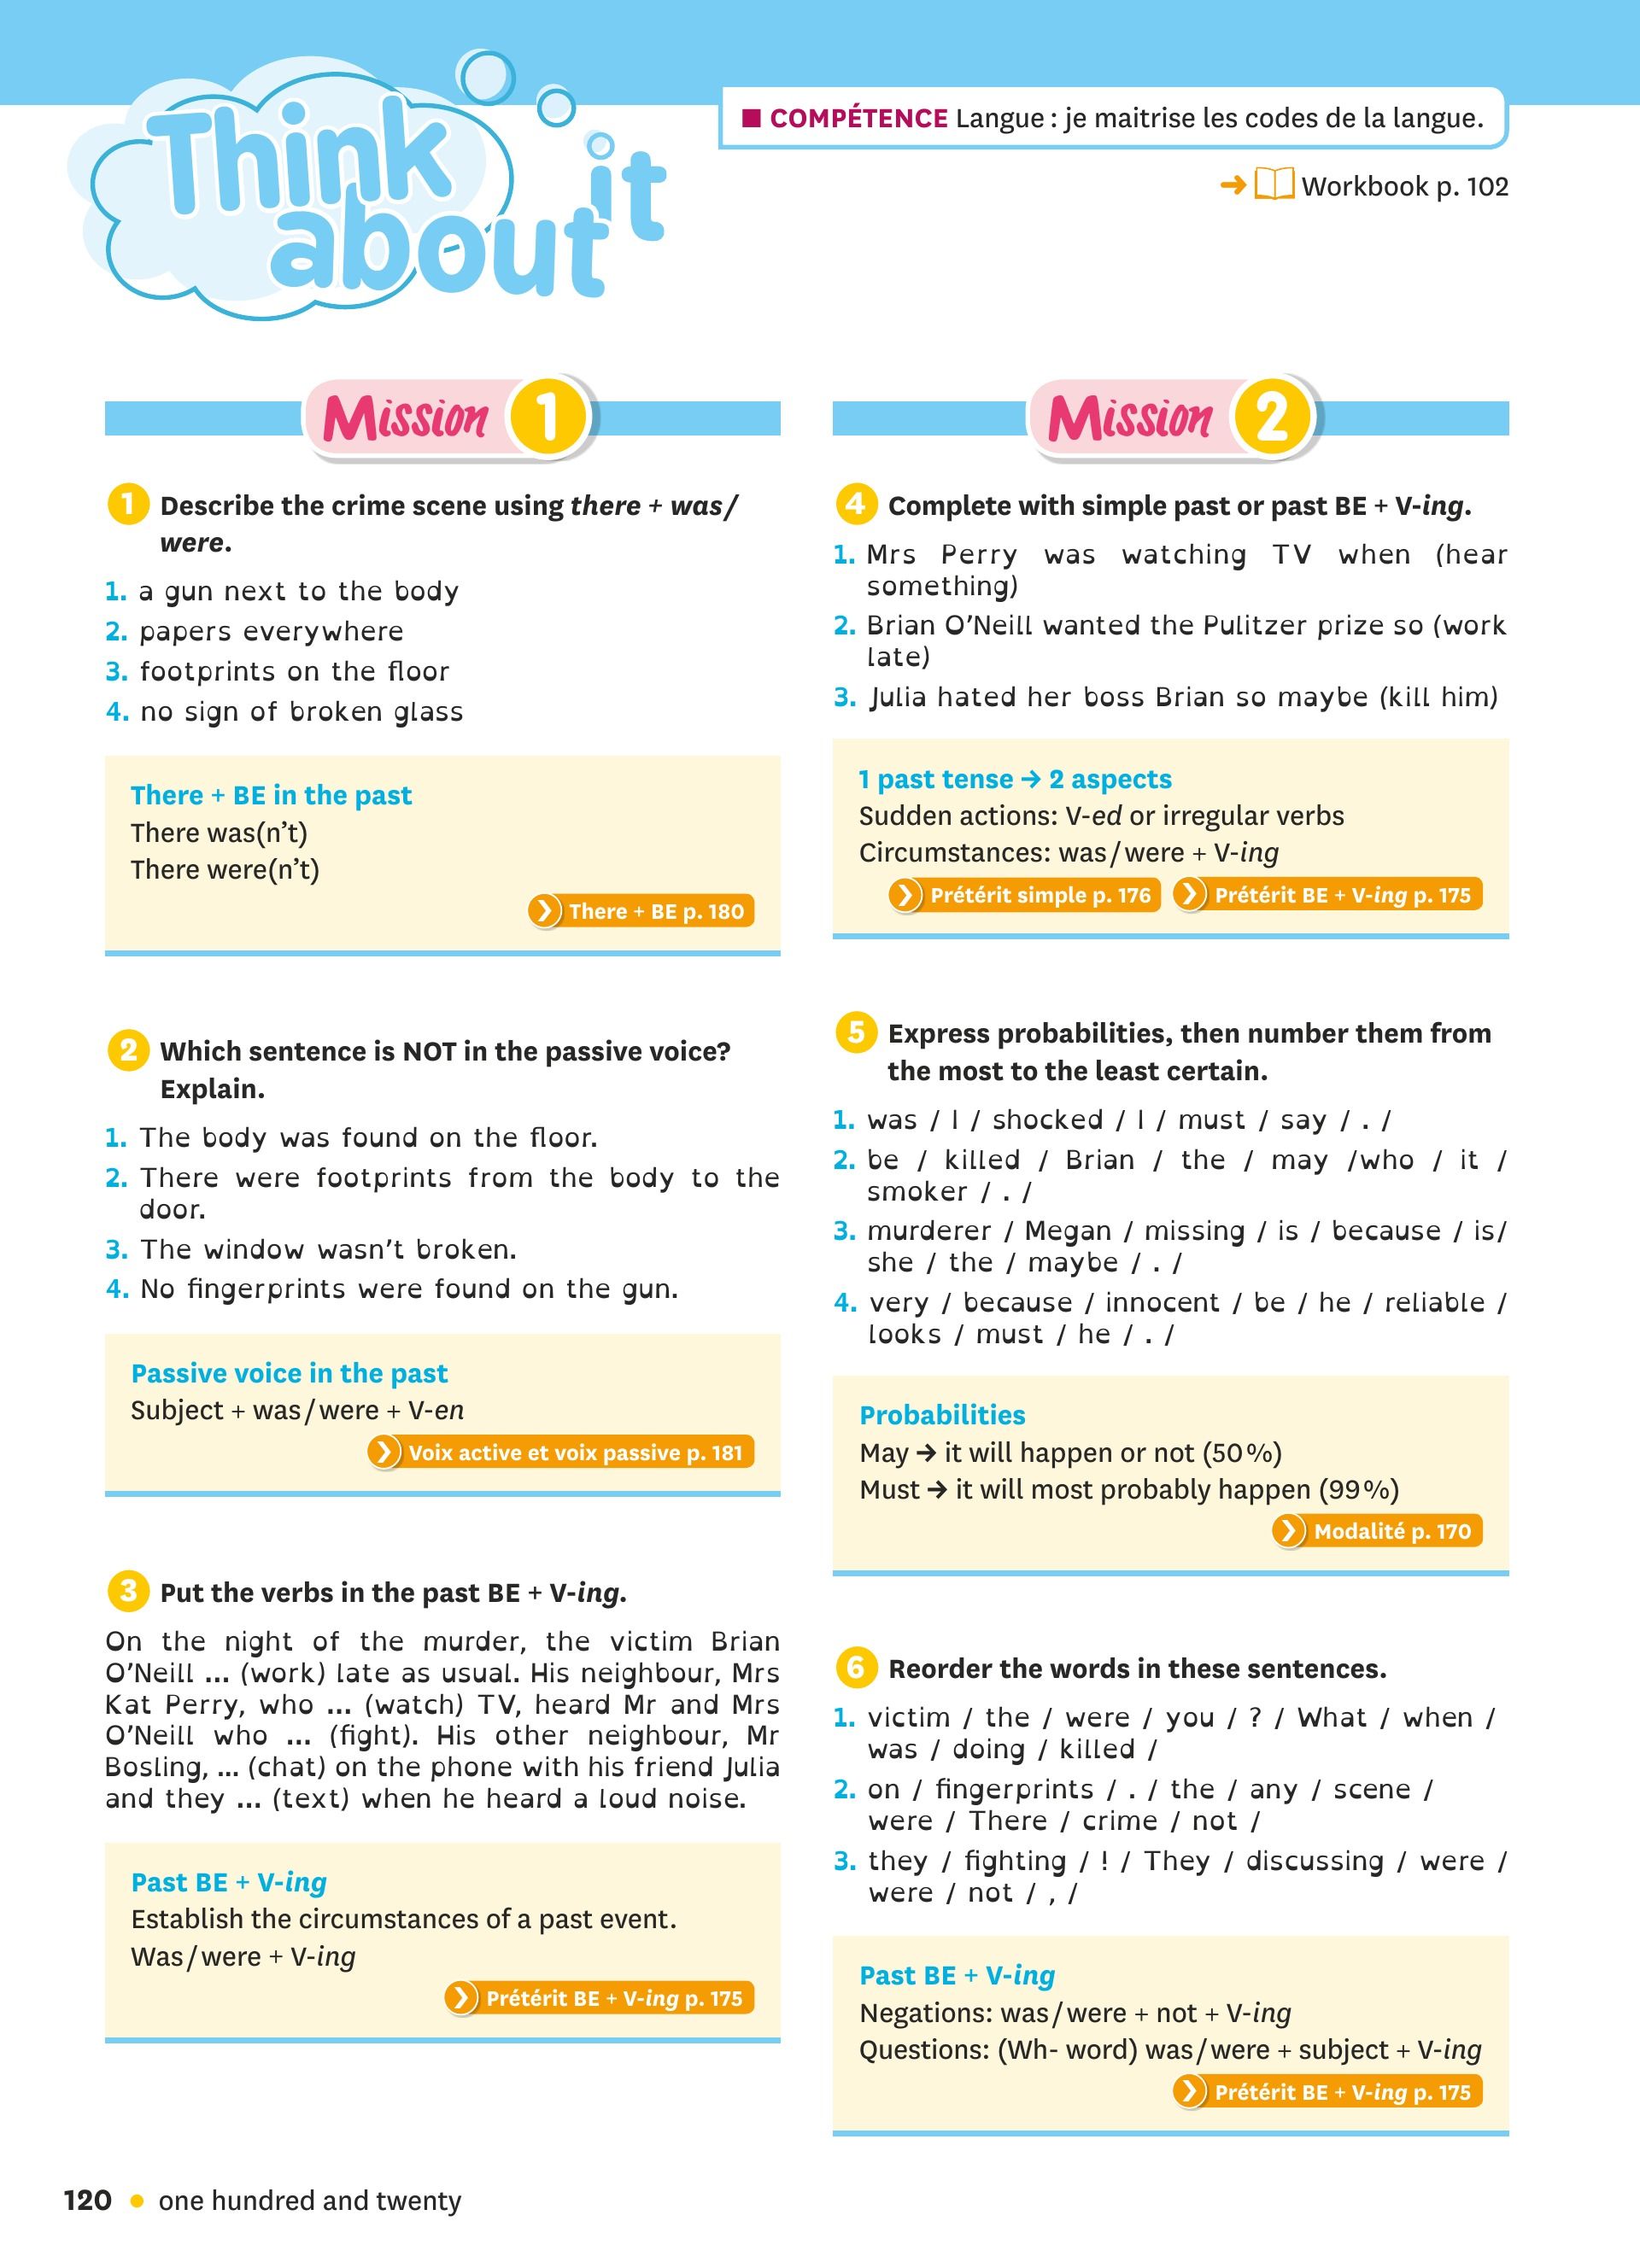 Think
about it
■ COMPÉTENCE Langue : je maitrise les codes de la langue.
➜ Workbook p. 102
Mission 1
1 Describe the crime scene using there + was/
were.
1. a gun next to the body
2. papers everywhere
3. footprints on the floor
4. no sign of broken glass
There + BE in the past
There was(n't)
There were(n't)
There + BE p. 180
2 Which sentence is NOT in the passive voice?
Explain.
1. The body was found on the floor.
2. There were footprints from the body to the
door.
3. The window wasn't broken.
4. No fingerprints were found on the gun.
Passive voice in the past
Subject + was/were + V-en
Voix active et voix passive p. 181
3 Put the verbs in the past BE + V-ing.
On the night of the murder, the victim Brian
O'Neill ... (work) late as usual. His neighbour, Mrs
Kat Perry, who ... (watch) TV, heard Mr and Mrs
O'Neill who ... (fight). His other neighbour, Mr
Bosling, ... (chat) on the phone with his friend Julia
and they ... (text) when he heard a loud noise.
Past BE + V-ing
Establish the circumstances of a past event.
Was/were + V-ing
Prétérit BE + V-ing p. 175
Mission 2
4 Complete with simple past or past BE + V-ing.
1. Mrs Perry was watching TV when (hear
something)
2. Brian O'Neill wanted the Pulitzer prize so (work
late)
3. Julia hated her boss Brian so maybe (kill him)
1 past tense → 2 aspects
Sudden actions: V-ed or irregular verbs
Circumstances: was/were + V-ing
Prétérit simple p. 176 Prétérit BE + V-ing p. 175
5 Express probabilities, then number them from
the most to the least certain.
1. was / I / shocked / I / must / say / . /
2. be / killed / Brian / the / may /who / it /
smoker / . /
3. murderer / Megan / missing / is / because / is/
she / the / maybe / . /
4. very / because / innocent / be / he / reliable /
looks / must / he / . /
Probabilities
May → it will happen or not (50 %)
Must → it will most probably happen (99 %)
Modalité p. 170
6 Reorder the words in these sentences.
1. victim / the / were / you / ? / What / when /
was / doing / killed /
2. on / fingerprints / . / the / any / scene /
were / There / crime / not /
3. they / fighting / ! / They / discussing / were /
were / not / , /
Past BE + V-ing
Negations: was/were + not + V-ing
Questions: (Wh- word) was/were + subject + V-ing
Prétérit BE + V-ing p. 175
120 • one hundred and twenty